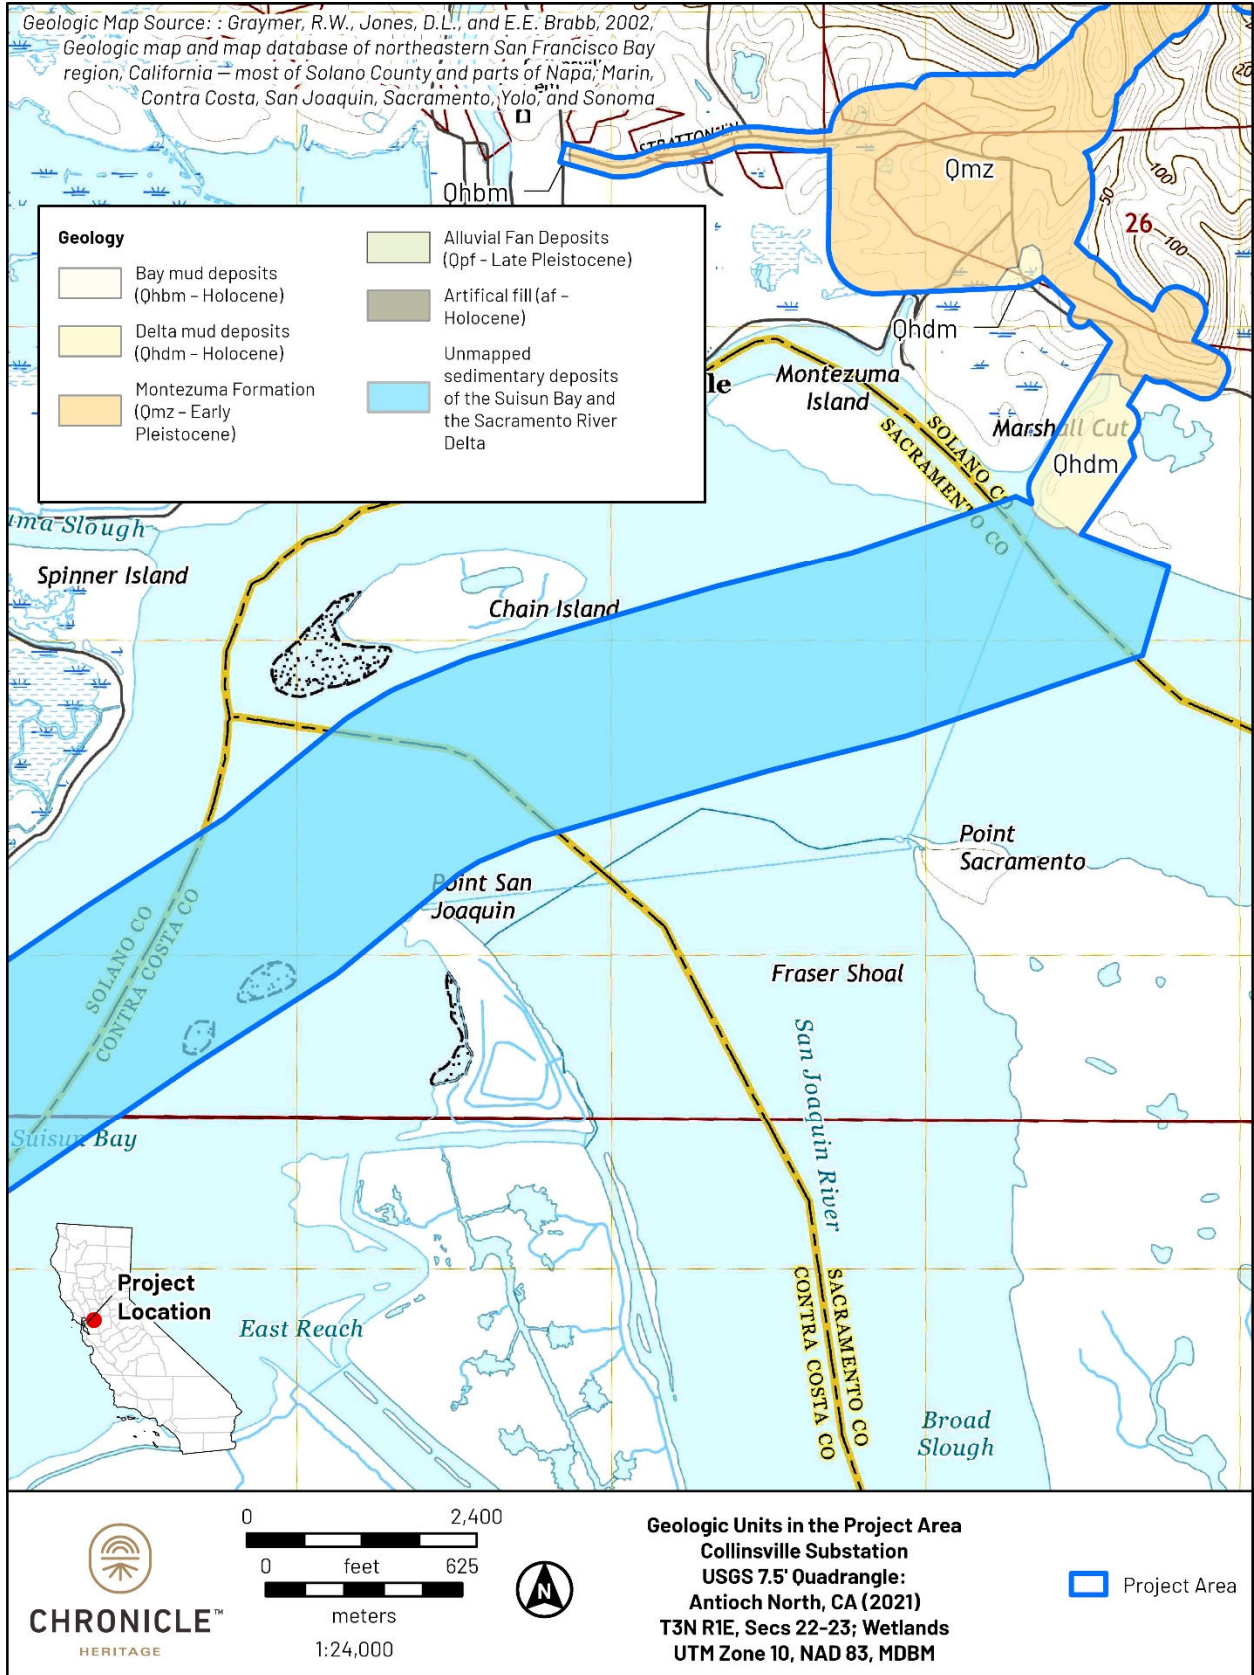 Geologic Map Source: : Graymer, R.W., Jones, D.L., and E.E. Brabb, 2002,
Geologic map and map database of northeastern San Francisco Bay
region, California — most of Solano County and parts of Napa, Marin,
Contra Costa, San Joaquin, Sacramento, Yolo, and Sonoma
STRATTON LN
Qhbm
Qmz
20
50
100
100
26
Geology
Bay mud deposits
(Qhbm – Holocene)
Delta mud deposits
(Qhdm – Holocene)
Montezuma Formation
(Qmz – Early
Pleistocene)
Alluvial Fan Deposits
(Qpf - Late Pleistocene)
Artifical fill (af –
Holocene)
Unmapped
sedimentary deposits
of the Suisun Bay and
the Sacramento River
Delta
Qhdm
le
Montezuma
Island
Marshall Cut
Qhdm
SOLANO CO
SACRAMENTO CO
uma Slough
Spinner Island
Chain Island
Point
Sacramento
Point San
Joaquin
SOLANO CO
CONTRA COSTA CO
Fraser Shoal
San Joaquin River
Suisun Bay
Project
Location
East Reach
SACRAMENTO CO
CONTRA COSTA CO
Broad
Slough
CHRONICLE™
HERITAGE
0 2,400
feet
0 625
meters
1:24,000
N
Geologic Units in the Project Area
Collinsville Substation
USGS 7.5' Quadrangle:
Antioch North, CA (2021)
T3N R1E, Secs 22-23; Wetlands
UTM Zone 10, NAD 83, MDBM
Project Area